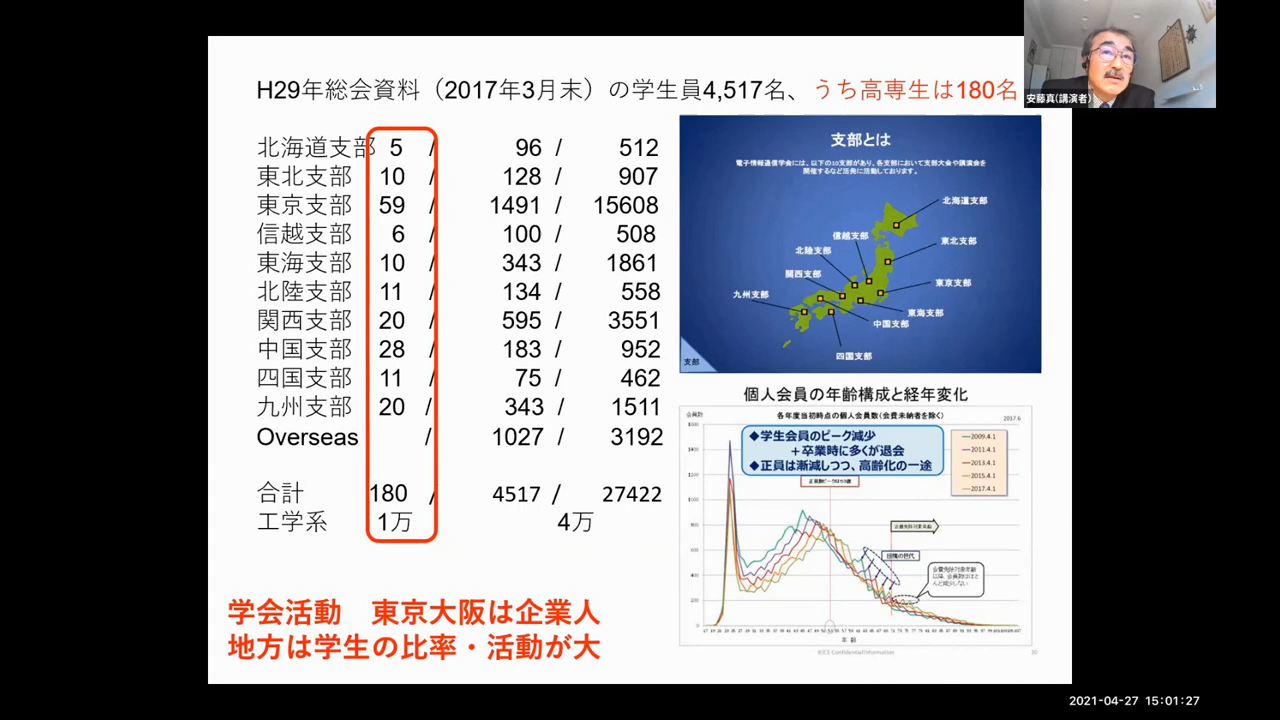 H29年総会資料（2017年3月末）の学生員4,517名、うち高専生は180名
安藤真(講演者)
北海道支部 5 / 96 / 512
東北支部 10 / 128 / 907
東京支部 59 / 1491 / 15608
信越支部 6 / 100 / 508
東海支部 10 / 343 / 1861
北陸支部 11 / 134 / 558
関西支部 20 / 595 / 3551
中国支部 28 / 183 / 952
四国支部 11 / 75 / 462
九州支部 20 / 343 / 1511
Overseas / 1027 / 3192
合計 180 / 4517 / 27422
工学系 1万 4万
学会活動 東京大阪は企業人
地方は学生の比率・活動が大
支部とは
電子情報通信学会には、以下の10支部があり、各支部において支部大会や講演会を
開催するなど活発に活動しております。
北海道支部
信越支部
東北支部
北陸支部
関西支部
東京支部
九州支部
東海支部
中国支部
四国支部
支部
個人会員の年齢構成と経年変化
各年度当初時点の個人会員数(会費未納者を除く)
会員数
2017.6
◆学生会員のピーク減少
＋卒業時に多くが退会
◆正員は漸減しつつ、高齢化の一途
2009.4.1
2011.4.1
2013.4.1
2015.4.1
2017.4.1
団塊の世代
年 齢
IEICE Confidential Information
30
2021-04-27 15:01:27